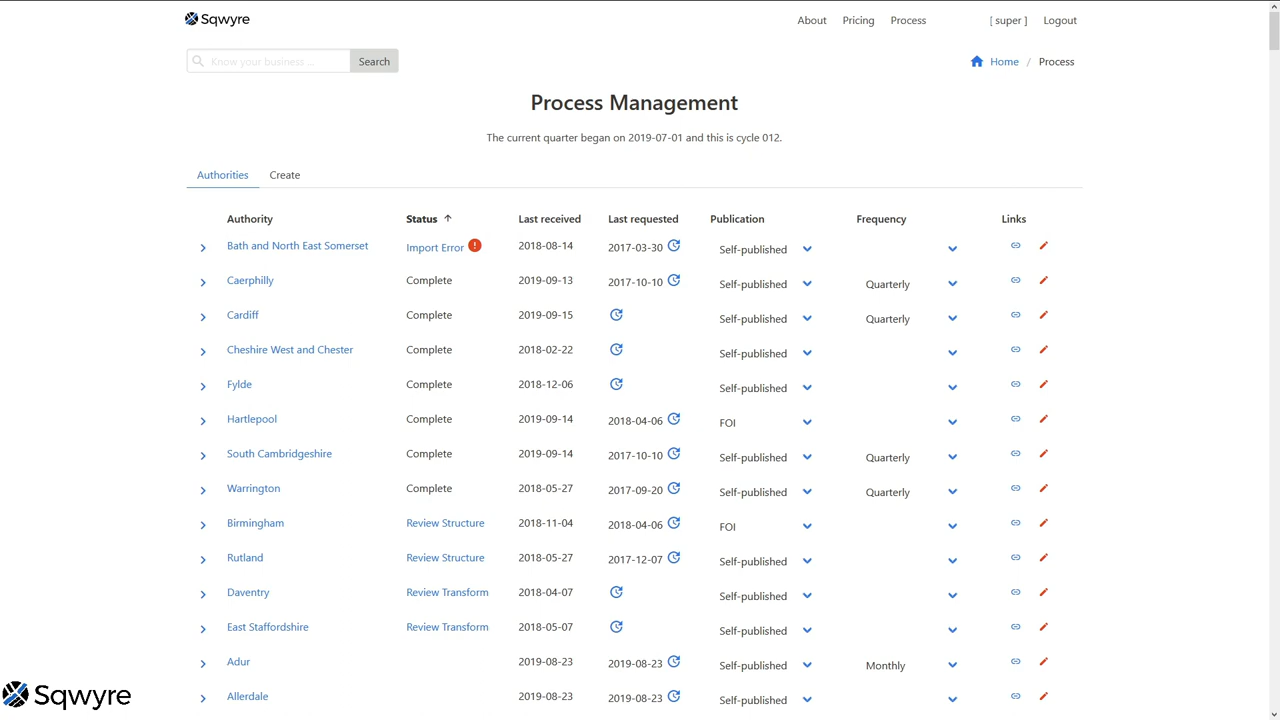 Sqwyre
About Pricing Process [ super ] Logout
Know your business ... Search
Home / Process
Process Management
The current quarter began on 2019-07-01 and this is cycle 012.
Authorities Create
Authority Status Last received Last requested Publication Frequency Links
Bath and North East Somerset Import Error 2018-08-14 2017-03-30 Self-published
Caerphilly Complete 2019-09-13 2017-10-10 Self-published Quarterly
Cardiff Complete 2019-09-15 Self-published Quarterly
Cheshire West and Chester Complete 2018-02-22 Self-published
Fylde Complete 2018-12-06 Self-published
Hartlepool Complete 2019-09-14 2018-04-06 FOI
South Cambridgeshire Complete 2019-09-14 2017-10-10 Self-published Quarterly
Warrington Complete 2018-05-27 2017-09-20 Self-published Quarterly
Birmingham Review Structure 2018-11-04 2018-04-06 FOI
Rutland Review Structure 2018-05-27 2017-12-07 Self-published
Daventry Review Transform 2018-04-07 Self-published
East Staffordshire Review Transform 2018-05-07 Self-published
Adur 2019-08-23 2019-08-23 Self-published Monthly
Allerdale 2019-08-23 2019-08-23 Self-published
Sqwyre